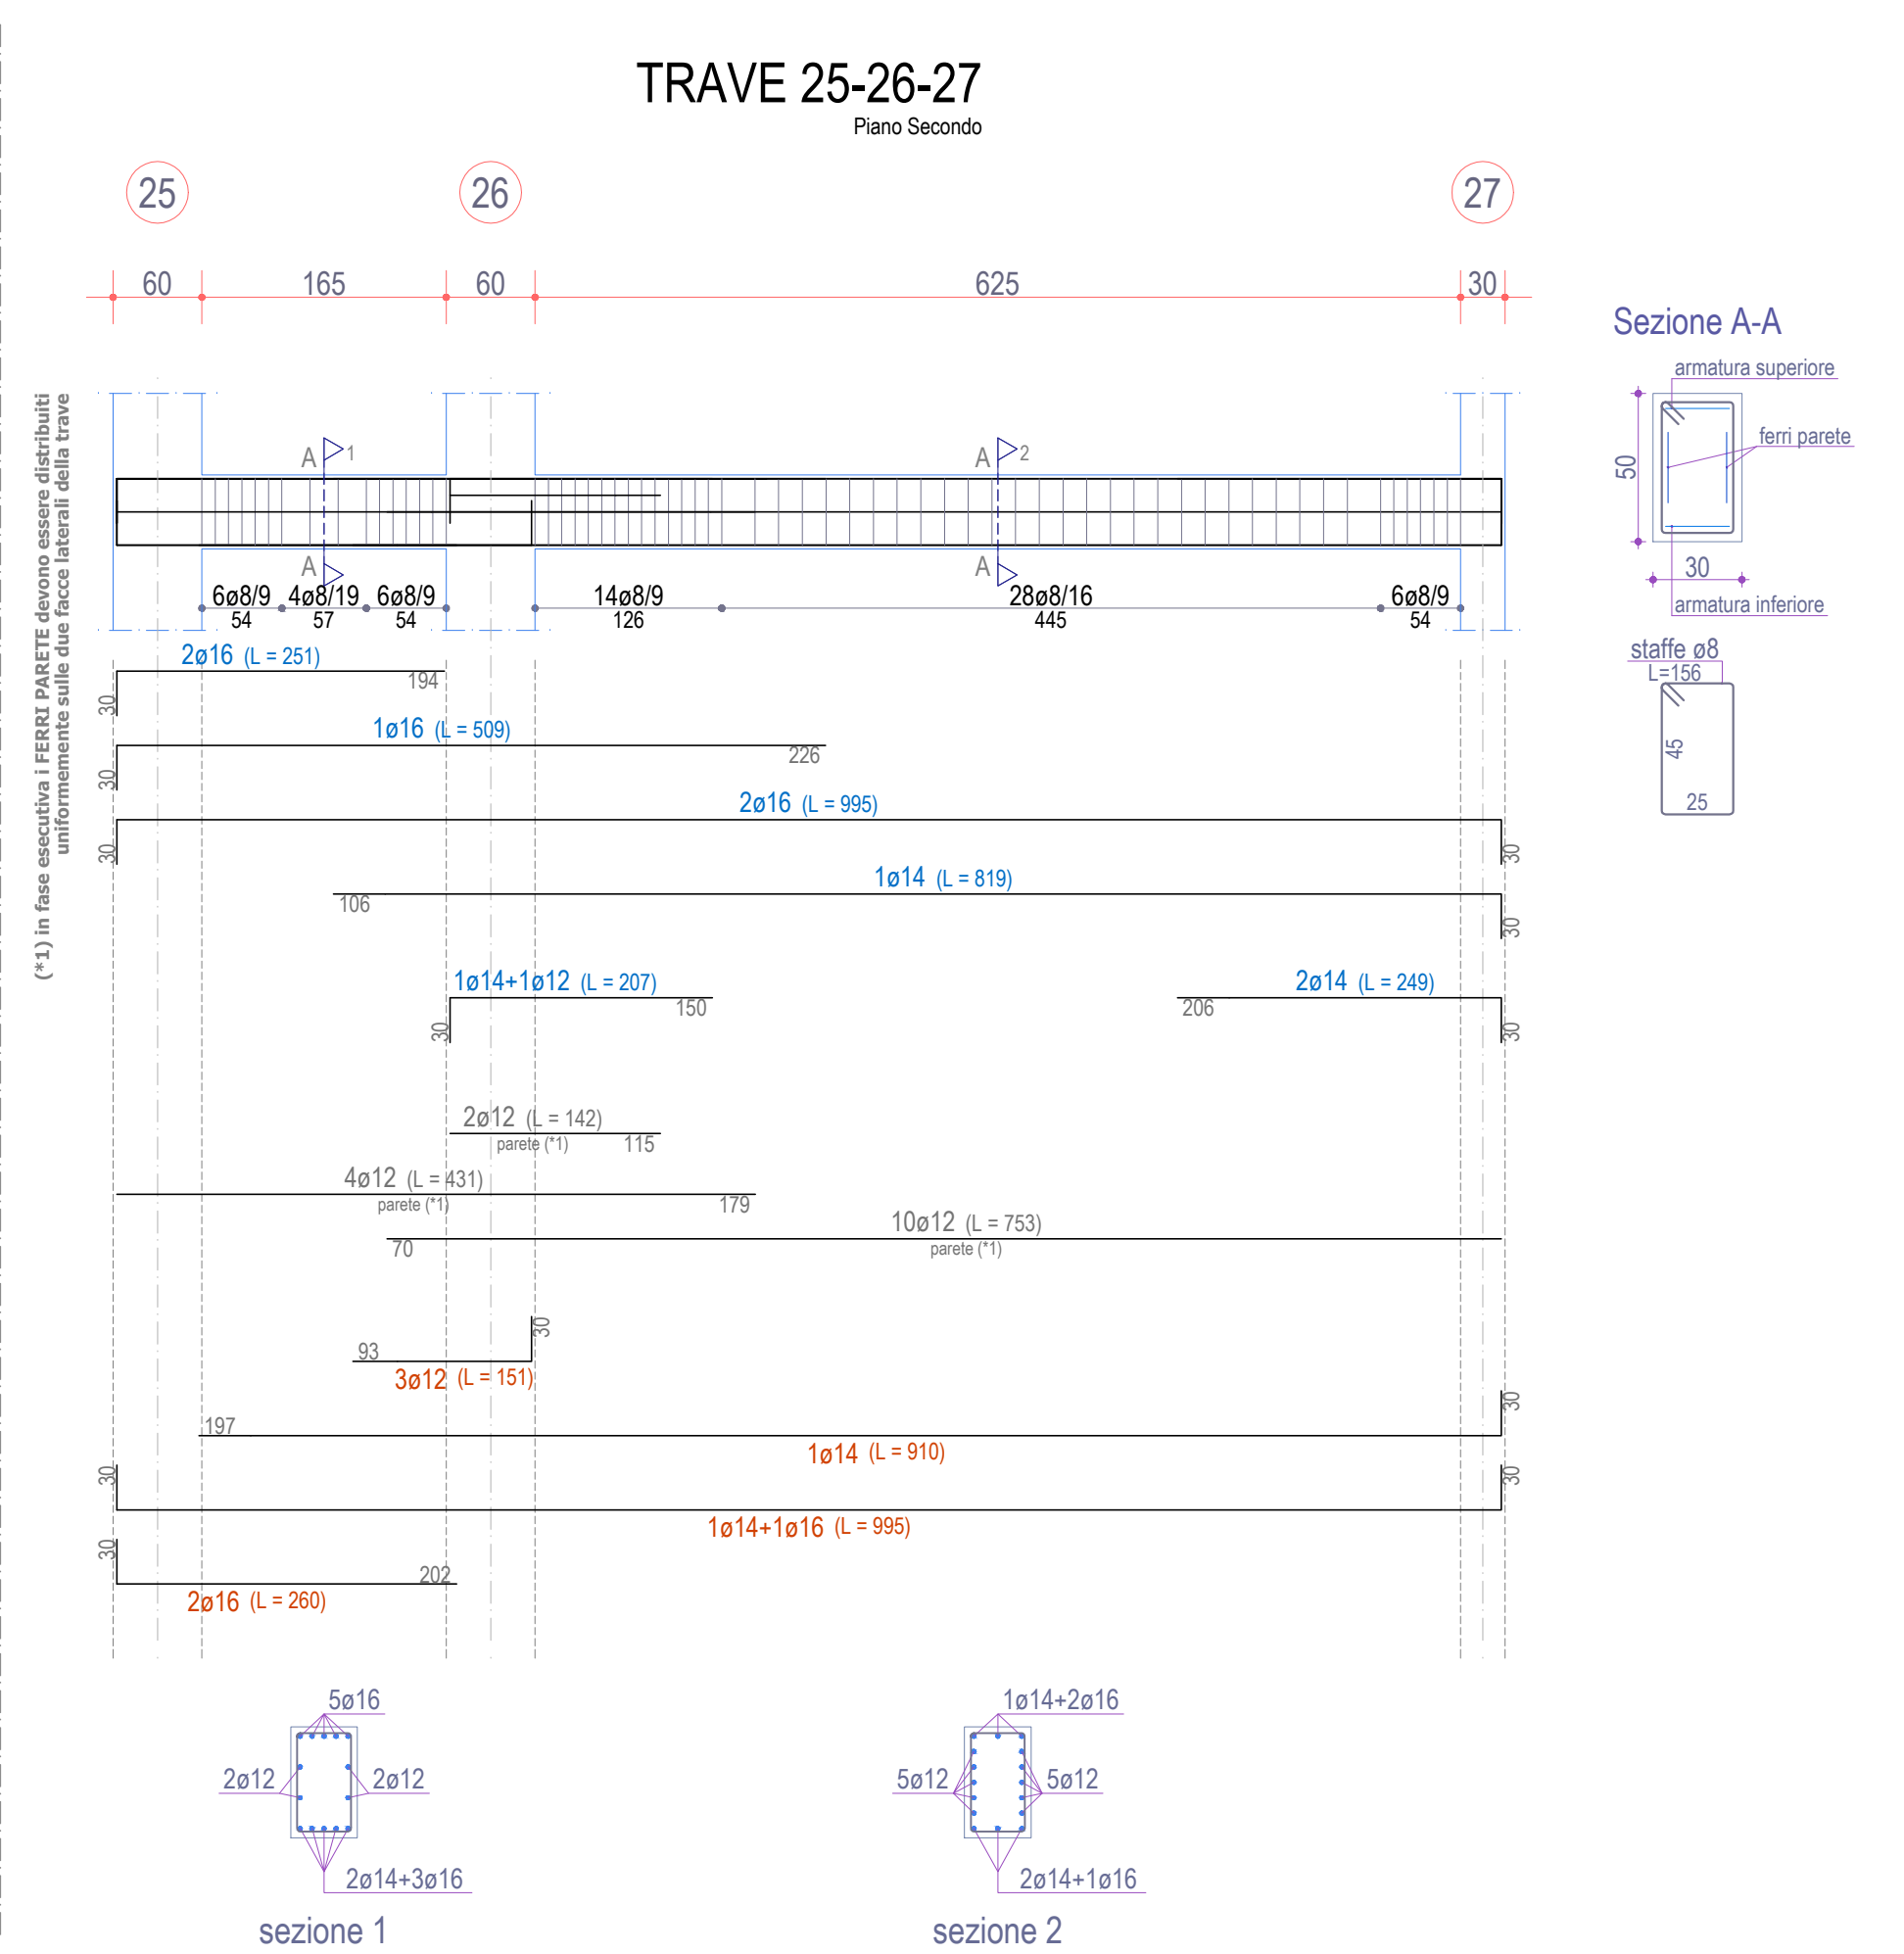 TRAVE 25-26-27
Piano Secondo
25
26
27
60
165
60
625
30
Sezione A-A
armatura superiore
ferri parete
50
30
armatura inferiore
staffe ø8
L=156
45
25
(*1) in fase esecutiva i FERRI PARETE devono essere distribuiti
uniformemente sulle due facce laterali della trave
A
1
A
2
A
A
6ø8/9
4ø8/19
6ø8/9
14ø8/9
28ø8/16
6ø8/9
54
57
54
126
445
54
2ø16 (L = 251)
194
30
1ø16 (L = 509)
226
30
2ø16 (L = 995)
30
30
1ø14 (L = 819)
106
30
1ø14+1ø12 (L = 207)
150
30
2ø14 (L = 249)
206
30
2ø12 (L = 142)
parete (*1)
115
4ø12 (L = 431)
parete (*1)
179
10ø12 (L = 753)
70
parete (*1)
30
93
3ø12 (L = 151)
30
197
1ø14 (L = 910)
30
30
1ø14+1ø16 (L = 995)
30
202
2ø16 (L = 260)
5ø16
2ø12
2ø12
2ø14+3ø16
sezione 1
1ø14+2ø16
5ø12
5ø12
2ø14+1ø16
sezione 2